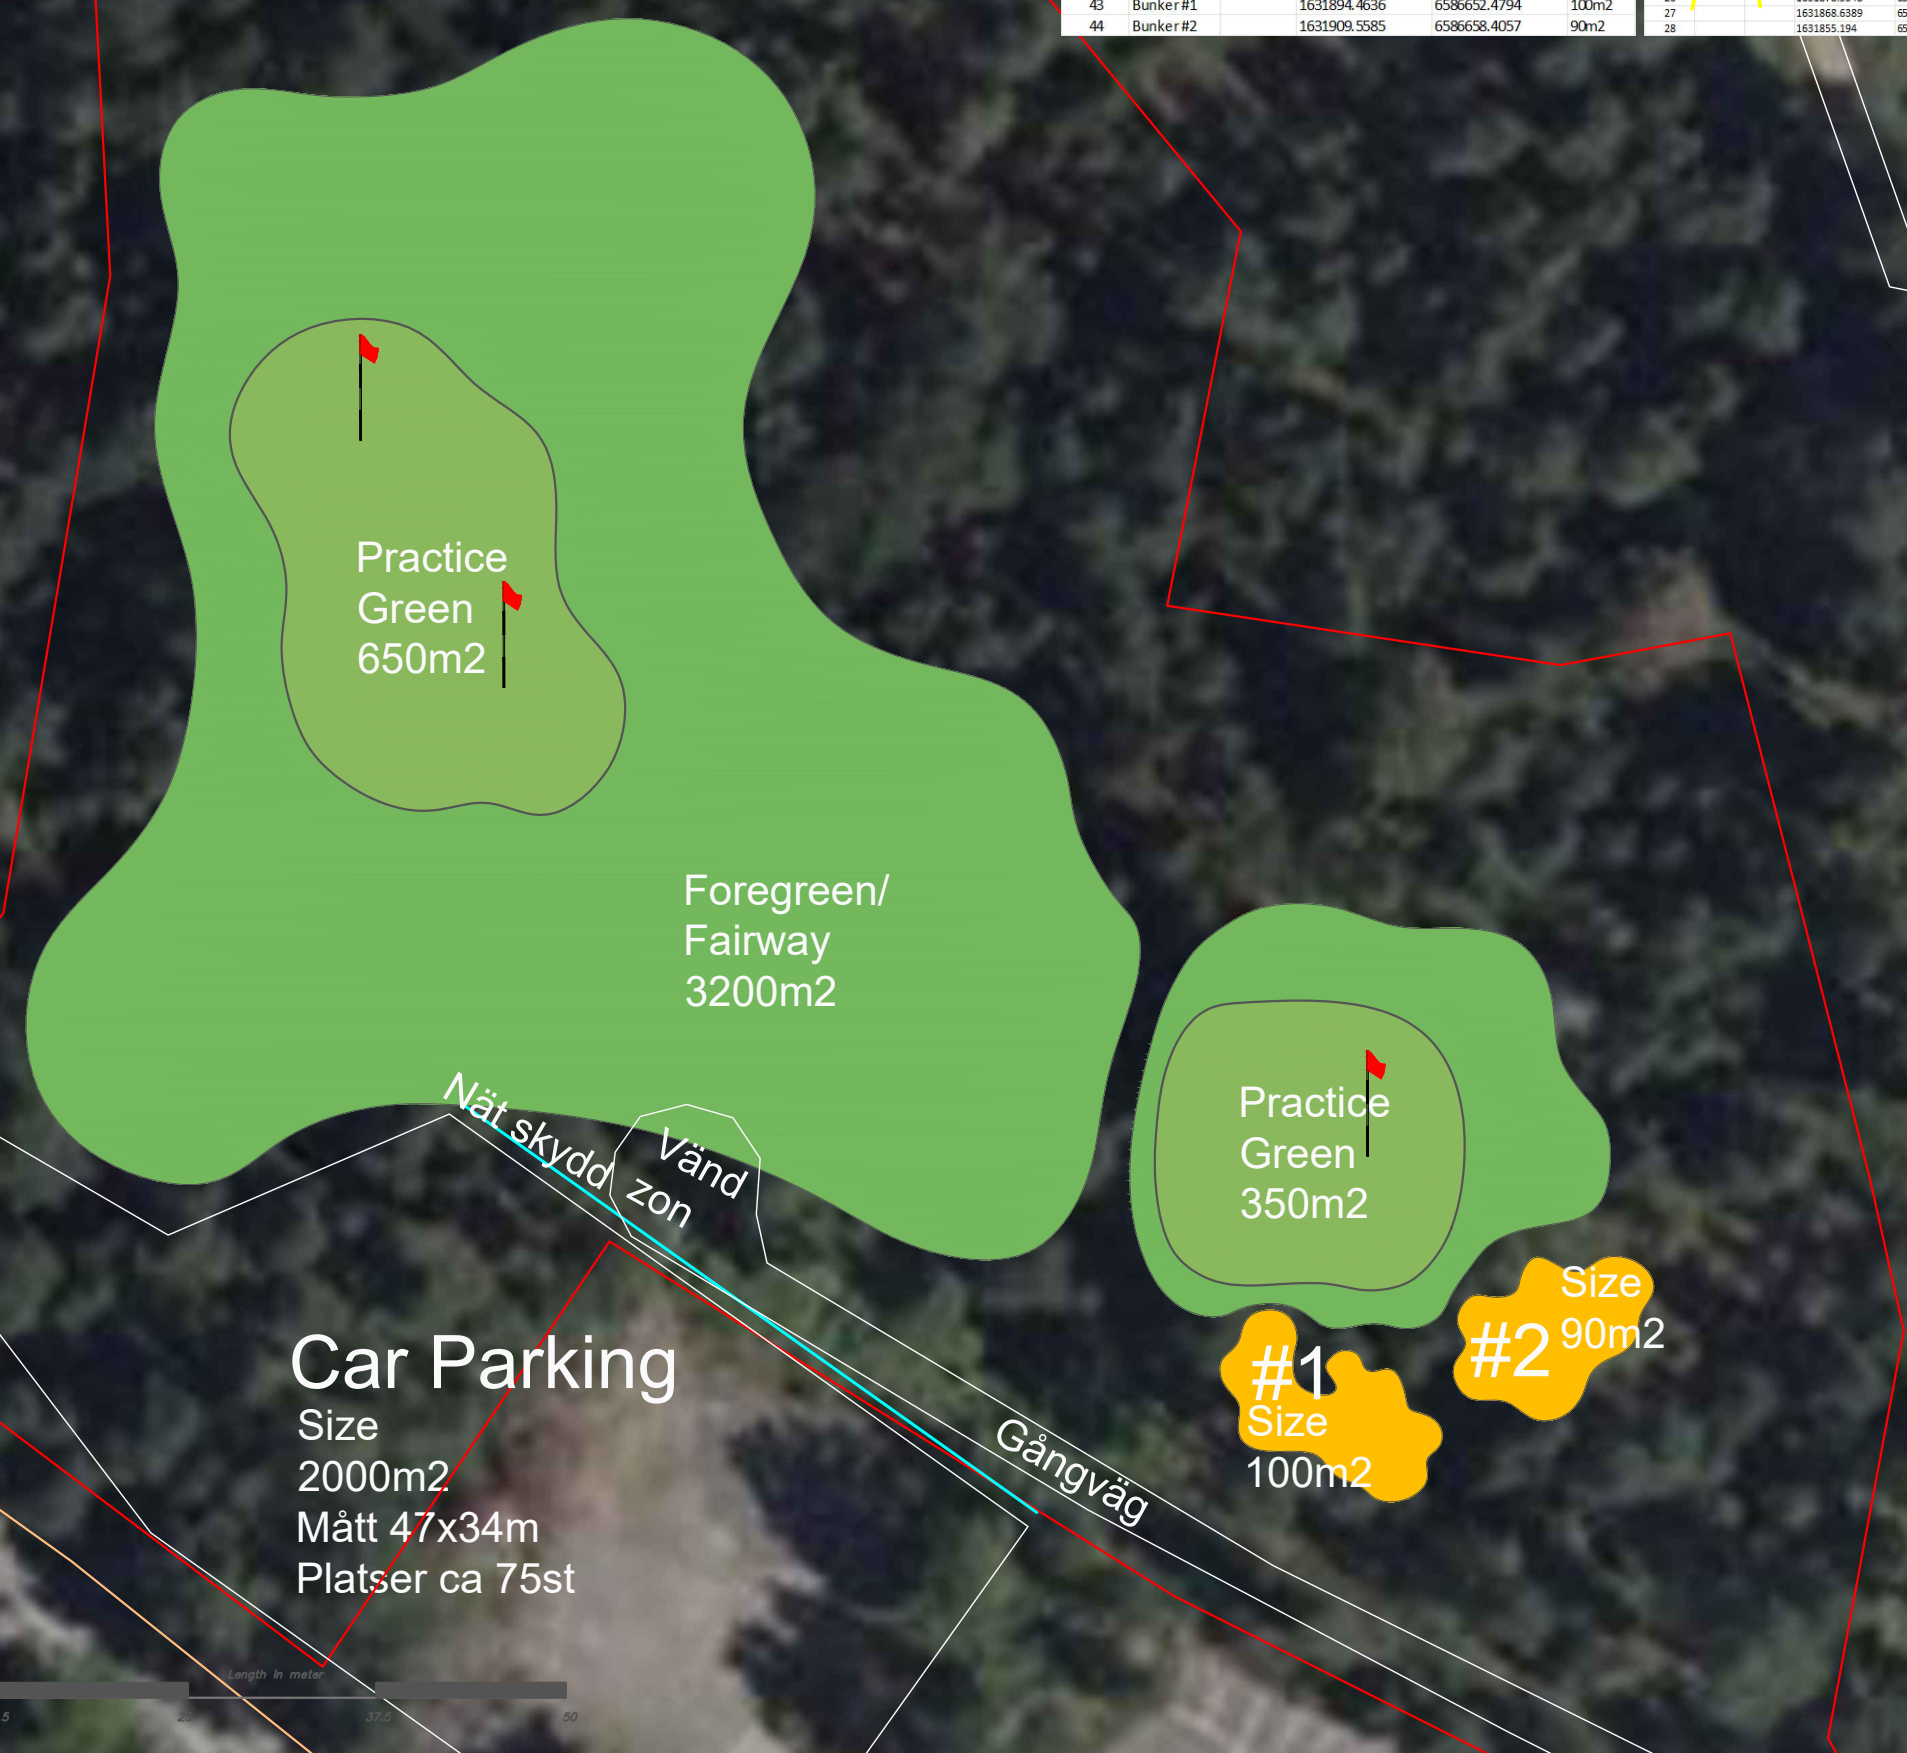 43 Bunker #1 1631894.4636 6586652.4794 100m2
44 Bunker #2 1631909.5585 6586658.4057 90m2
27 1631868.6389
28 1631855.194
Practice
Green
650m2
Foregreen/
Fairway
3200m2
Practice
Green
350m2
Nät skydd
Vänd
zon
Size
90m2
#2
#1
Size
100m2
Car Parking
Size
2000m2
Mått 47x34m
Platser ca 75st
Gångväg
Length in meter
25 37.5 50